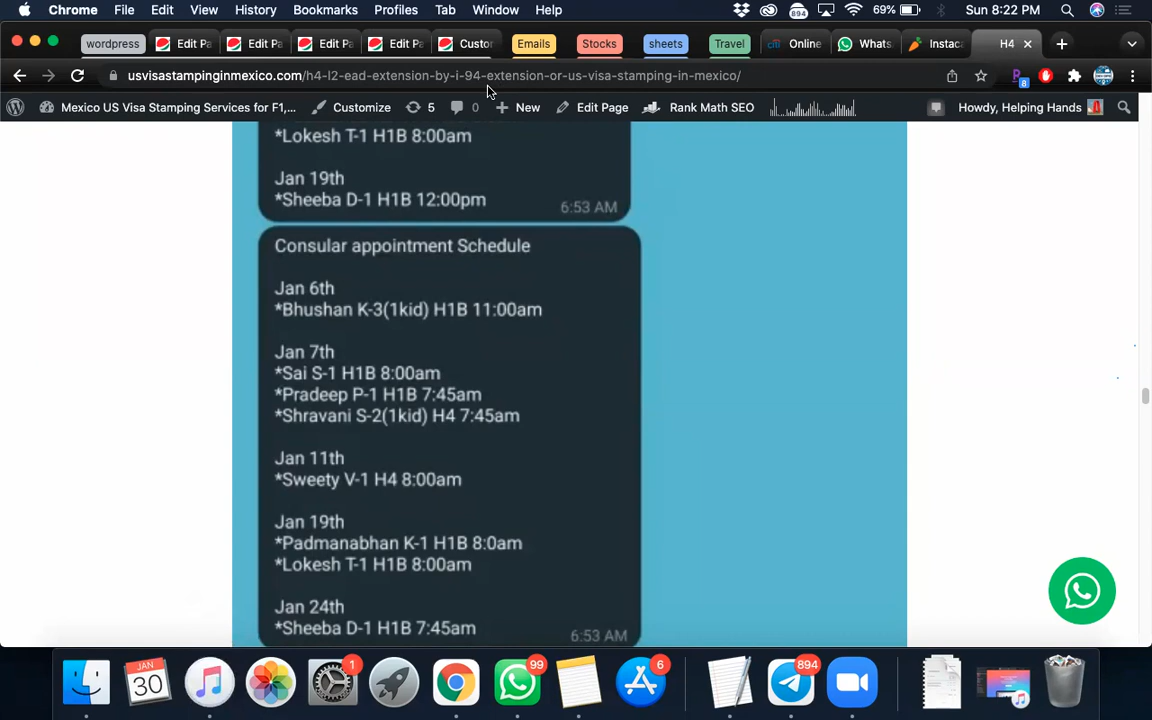 Chrome File Edit View History Bookmarks Profiles Tab Window Help 894 69% Sun 8:22 PM
wordpress Edit Pa Edit Pa Edit Pa Edit Pa Custor Emails Stocks sheets Travel citi Online Whats Instaca H4
usvisastampinginmexico.com/h4-l2-ead-extension-by-i-94-extension-or-us-visa-stamping-in-mexico/ 8
Mexico US Visa Stamping Services for F1,... Customize 5 0 New Edit Page Rank Math SEO Howdy, Helping Hands
*Lokesh T-1 H1B 8:00am
Jan 19th
*Sheeba D-1 H1B 12:00pm
6:53 AM
Consular appointment Schedule
Jan 6th
*Bhushan K-3(1kid) H1B 11:00am
Jan 7th
*Sai S-1 H1B 8:00am
*Pradeep P-1 H1B 7:45am
*Shravani S-2(1kid) H4 7:45am
Jan 11th
*Sweety V-1 H4 8:00am
Jan 19th
*Padmanabhan K-1 H1B 8:0am
*Lokesh T-1 H1B 8:00am
Jan 24th
*Sheeba D-1 H1B 7:45am
6:53 AM
JAN 30 1 99 6 894